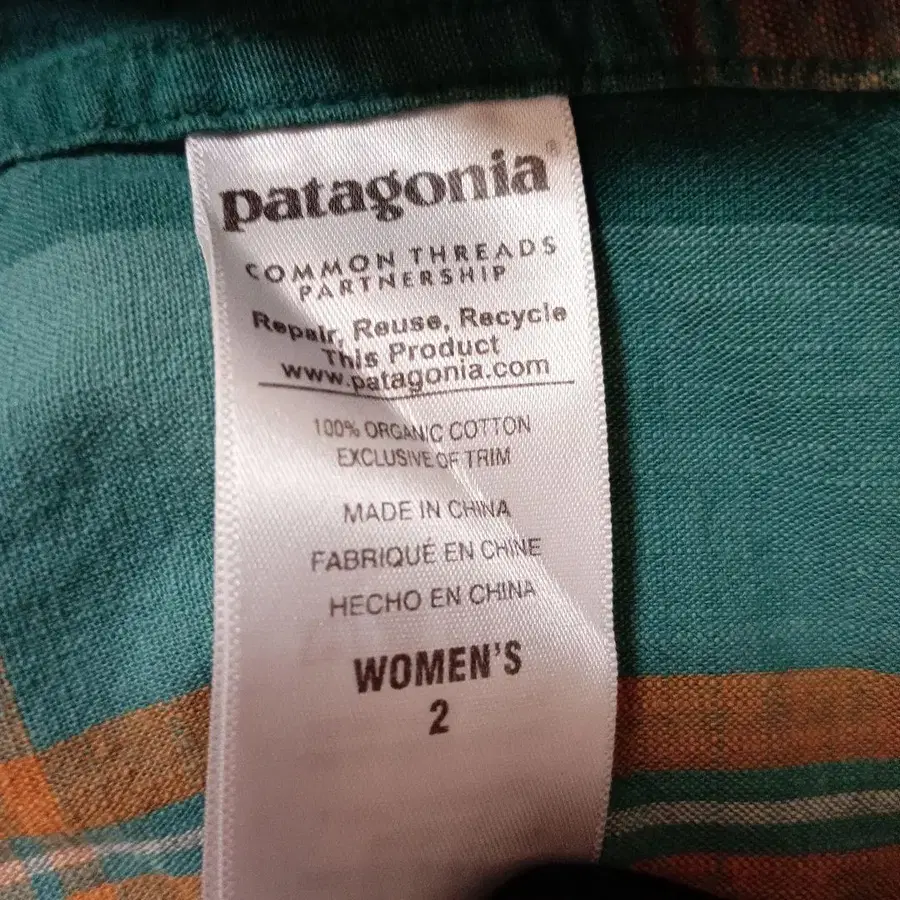 patagonia®
COMMON THREADS
PARTNERSHIP
Repair, Reuse, Recycle
This Product
www.patagonia.com
100% ORGANIC COTTON
EXCLUSIVE OF TRIM
MADE IN CHINA
FABRIQUÉ EN CHINE
HECHO EN CHINA
WOMEN'S
2